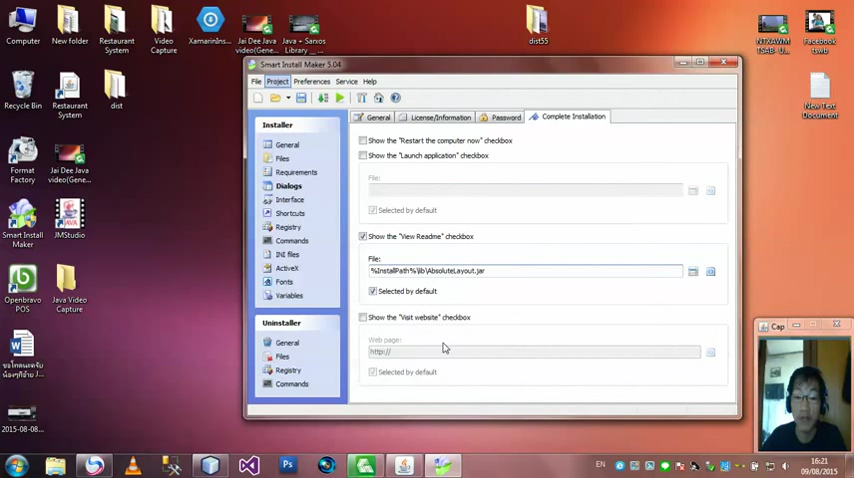 Computer
New folder
Restaurant
System
Video
Capture
XamarinIns...
Jai Dee Java
video(Gene...
Java + Sanxos
Library __ ...
dist55
Facebook
tswb
Recycle Bin
Restaurant
System
dist
New Text
Document
Format
Factory
Jai Dee Java
video(Gene...
Smart Install
Maker
JMStudio
Openbravo
POS
Java Video
Capture
2015-08-08...
Smart Install Maker 5.04
File Project Preferences Service Help
Installer
General
Files
Requirements
Dialogs
Interface
Shortcuts
Registry
Commands
INI files
ActiveX
Fonts
Variables
Uninstaller
General
Files
Registry
Commands
General License/Information Password Complete Installation
Show the "Restart the computer now" checkbox
Show the "Launch application" checkbox
File:
Selected by default
Show the "View Readme" checkbox
File:
%InstallPath%\lib\AbsoluteLayout.jar
Selected by default
Show the "Visit website" checkbox
Web page:
http://
Selected by default
Cap
EN
16:21
09/08/2015